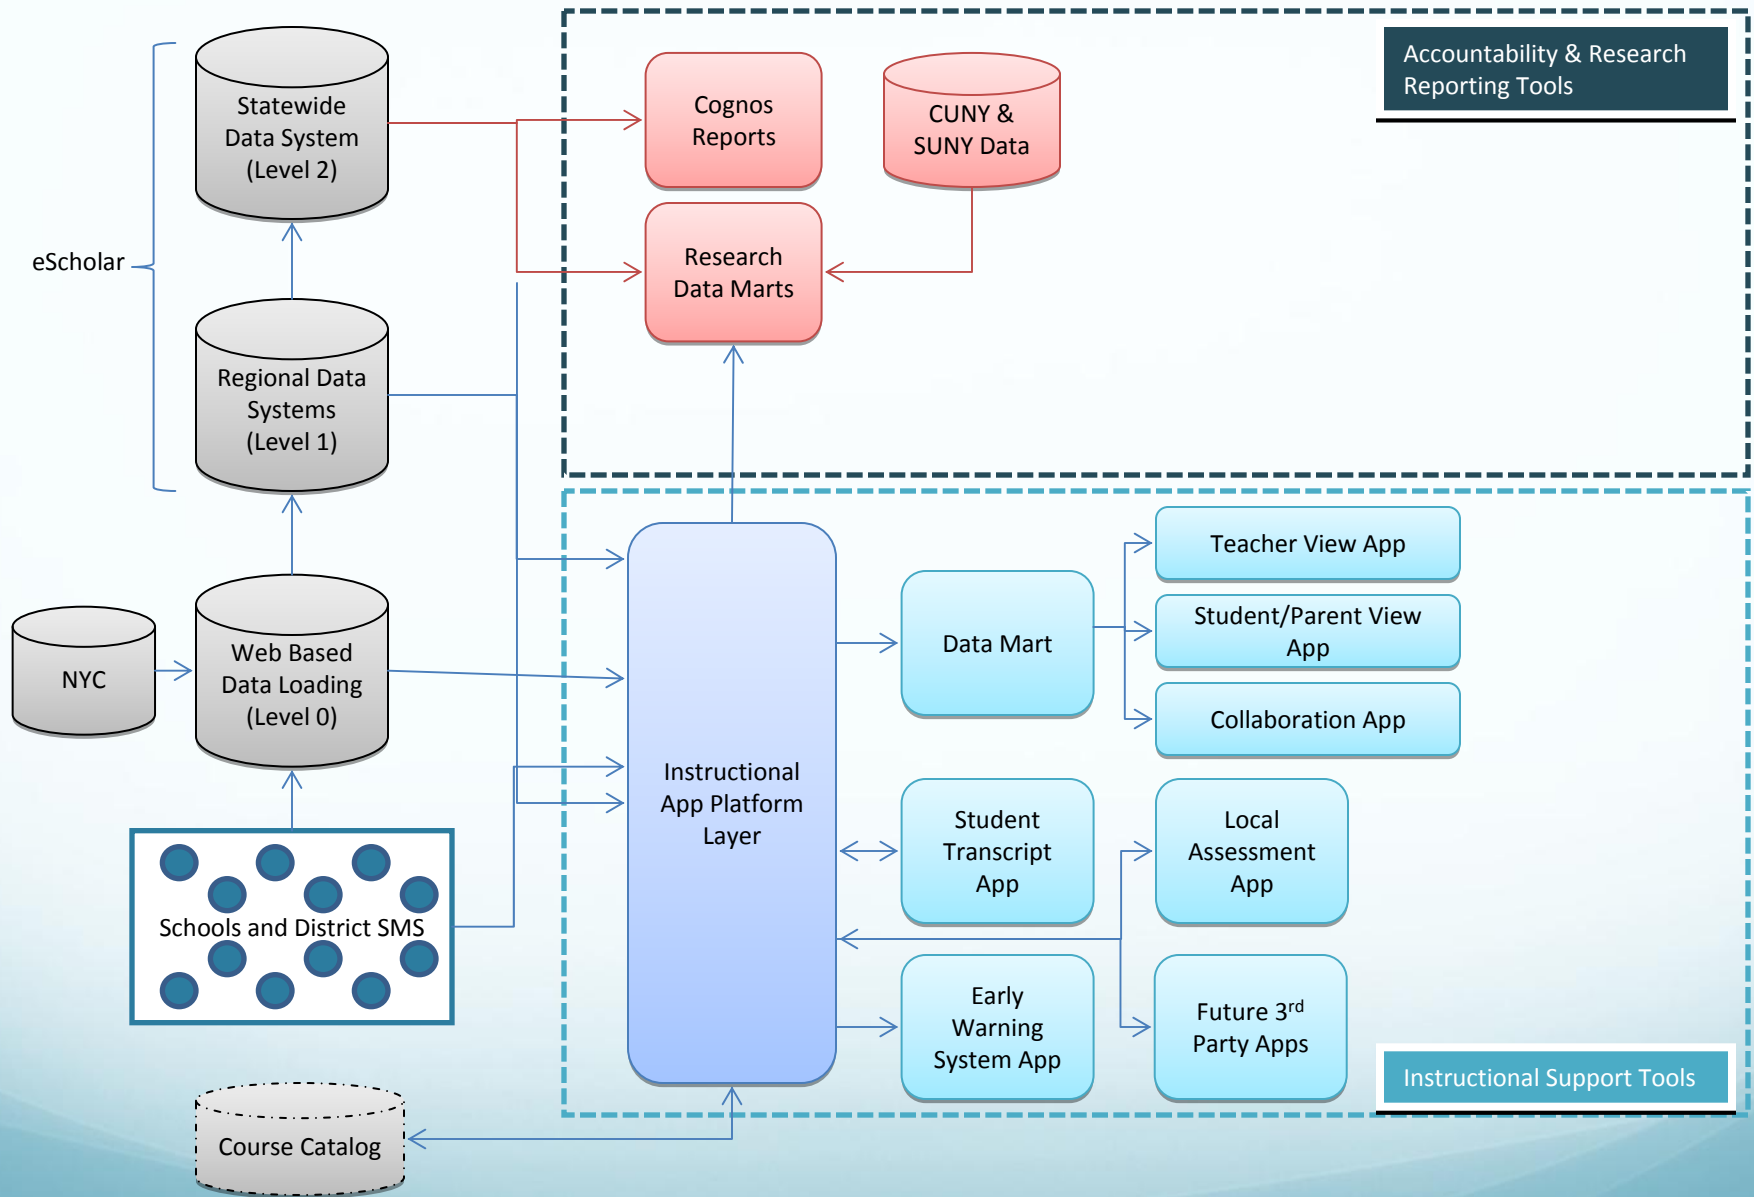 Accountability & Research
Reporting Tools
Statewide
Data System
(Level 2)
Cognos
Reports
CUNY &
SUNY Data
eScholar
Research
Data Marts
Regional Data
Systems
(Level 1)
Teacher View App
Student/Parent View
App
Data Mart
Collaboration App
NYC
Web Based
Data Loading
(Level 0)
Instructional
App Platform
Layer
Student
Transcript
App
Local
Assessment
App
Schools and District SMS
Early
Warning
System App
Future 3rd
Party Apps
Instructional Support Tools
Course Catalog